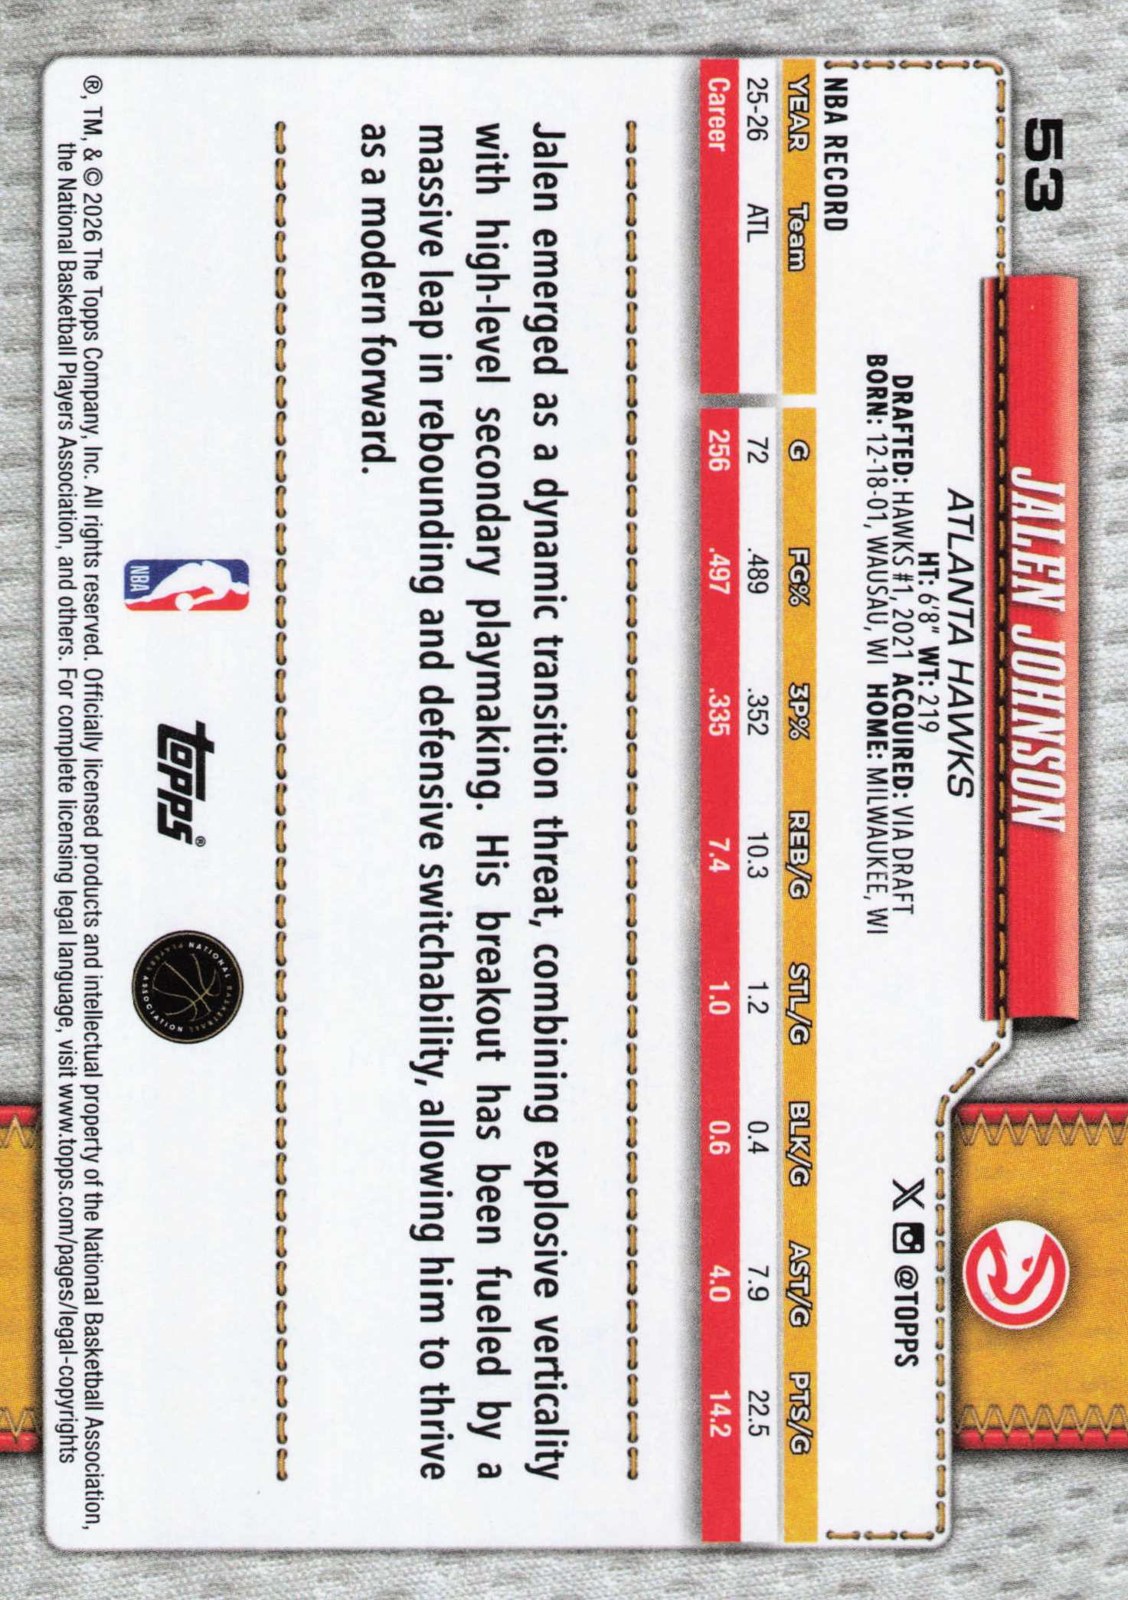 53
JALEN JOHNSON
ATLANTA HAWKS
HT: 6'8" WT: 219
DRAFTED: HAWKS #1, 2021 ACQUIRED: VIA DRAFT
BORN: 12-18-01, WAUSAU, WI HOME: MILWAUKEE, WI
@TOPPS
NBA RECORD
YEAR Team G FG% 3P% REB/G STL/G BLK/G AST/G PTS/G
25-26 ATL 72 .489 .352 10.3 1.2 0.4 7.9 22.5
Career 256 .497 .335 7.4 1.0 0.6 4.0 14.2
Jalen emerged as a dynamic transition threat, combining explosive verticality
with high-level secondary playmaking. His breakout has been fueled by a
massive leap in rebounding and defensive switchability, allowing him to thrive
as a modern forward.
NBA
topps®
NATIONAL BASKETBALL PLAYERS ASSOCIATION
®, TM, & © 2026 The Topps Company, Inc. All rights reserved. Officially licensed products and intellectual property of the National Basketball Association,
the National Basketball Players Association, and others. For complete licensing legal language, visit www.topps.com/pages/legal-copyrights